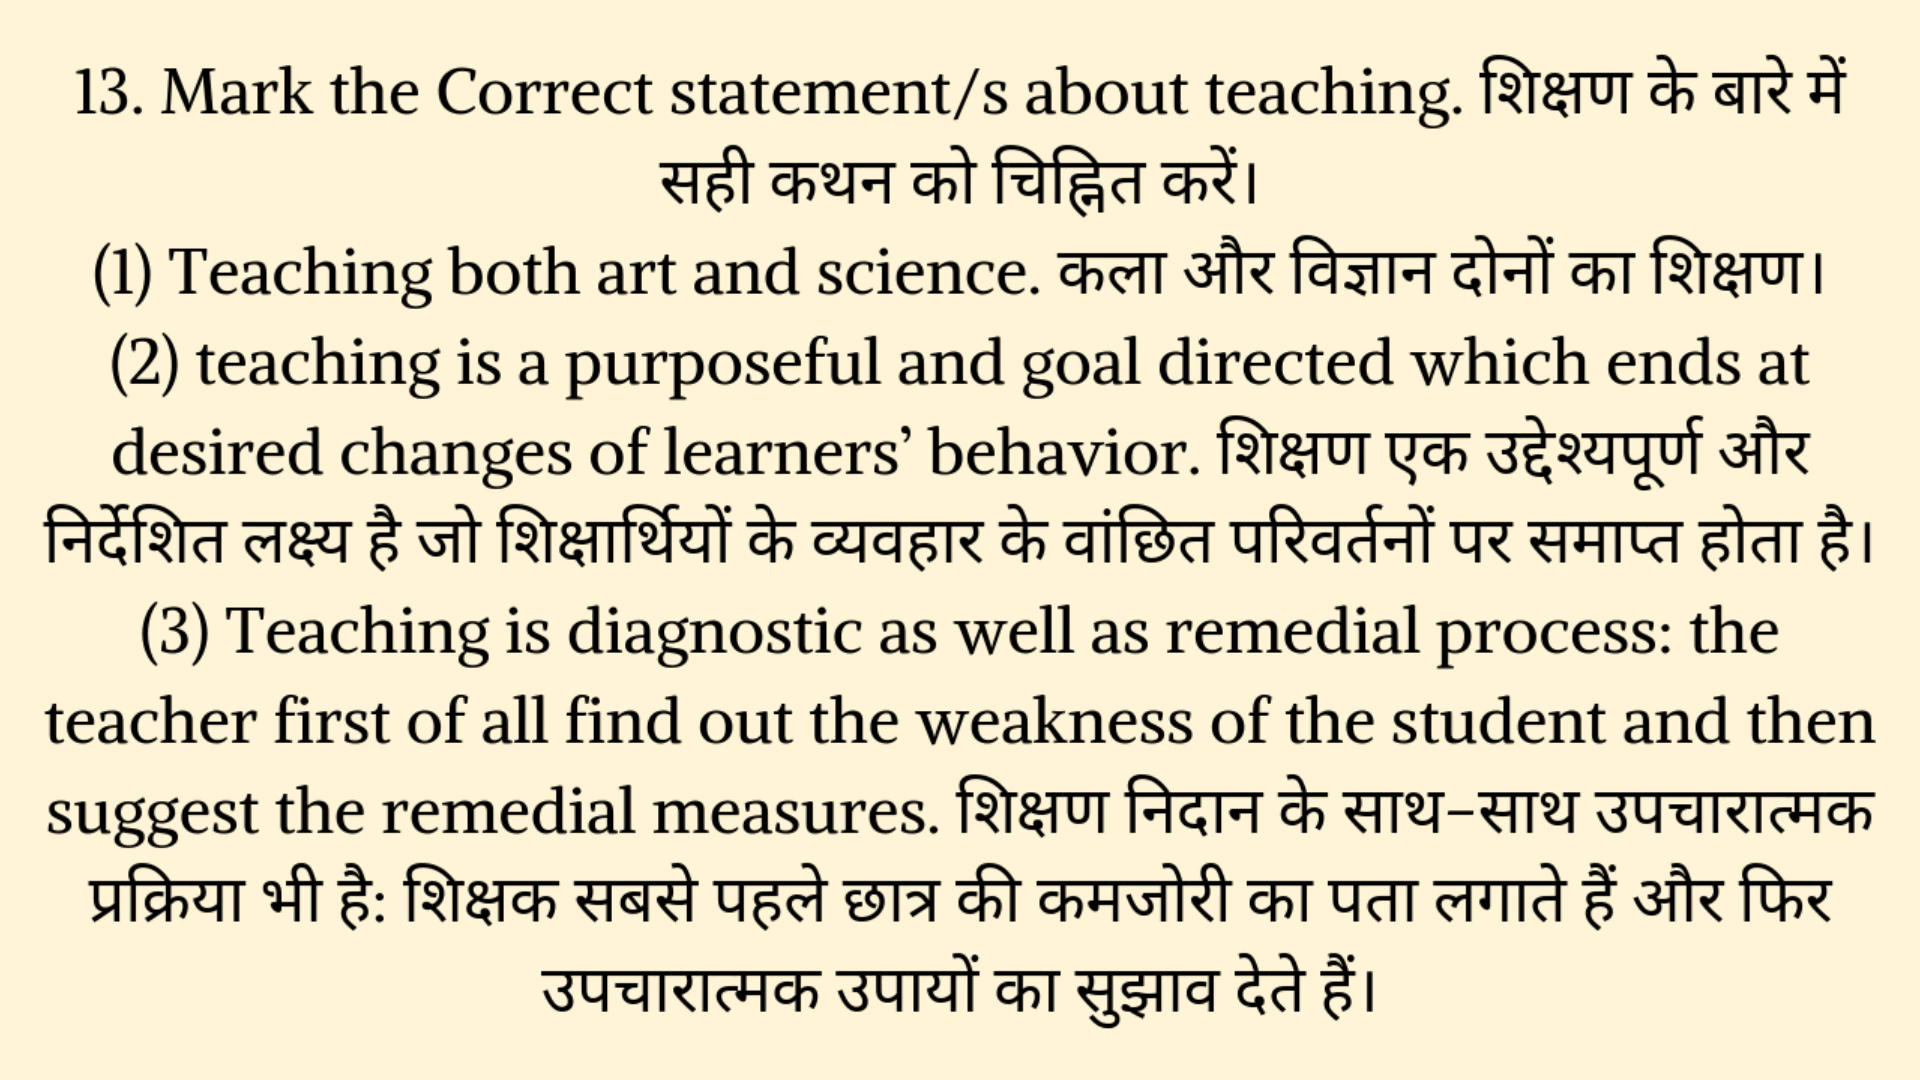 13. Mark the Correct statement/s about teaching. शिक्षण के बारे में
सही कथन को चिह्नित करें।
(1) Teaching both art and science. कला और विज्ञान दोनों का शिक्षण।
(2) teaching is a purposeful and goal directed which ends at
desired changes of learners’ behavior. शिक्षण एक उद्देश्यपूर्ण और
निर्देशित लक्ष्य है जो शिक्षार्थियों के व्यवहार के वांछित परिवर्तनों पर समाप्त होता है।
(3) Teaching is diagnostic as well as remedial process: the
teacher first of all find out the weakness of the student and then
suggest the remedial measures. शिक्षण निदान के साथ-साथ उपचारात्मक
प्रक्रिया भी है: शिक्षक सबसे पहले छात्र की कमजोरी का पता लगाते हैं और फिर
उपचारात्मक उपायों का सुझाव देते हैं।